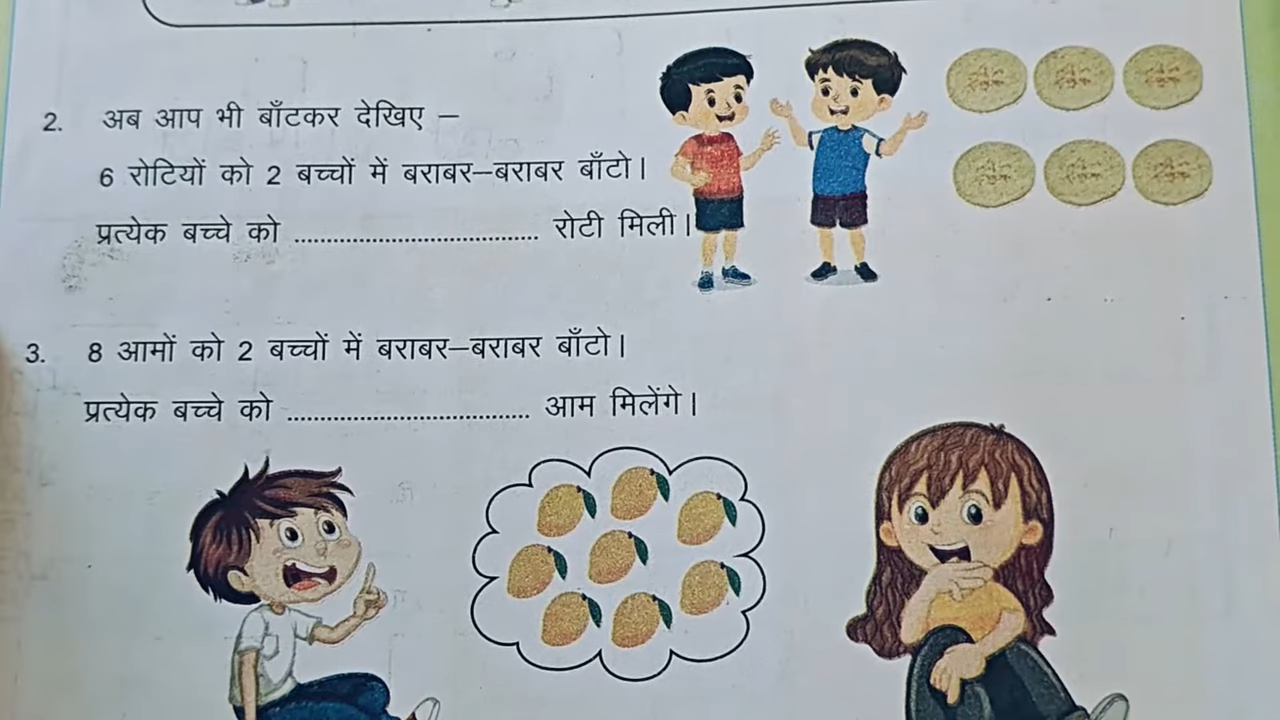 2. अब आप भी बाँटकर देखिए –
6 रोटियों को 2 बच्चों में बराबर–बराबर बाँटो।
प्रत्येक बच्चे को ........................................ रोटी मिली।
3. 8 आमों को 2 बच्चों में बराबर–बराबर बाँटो।
प्रत्येक बच्चे को ........................................ आम मिलेंगे।